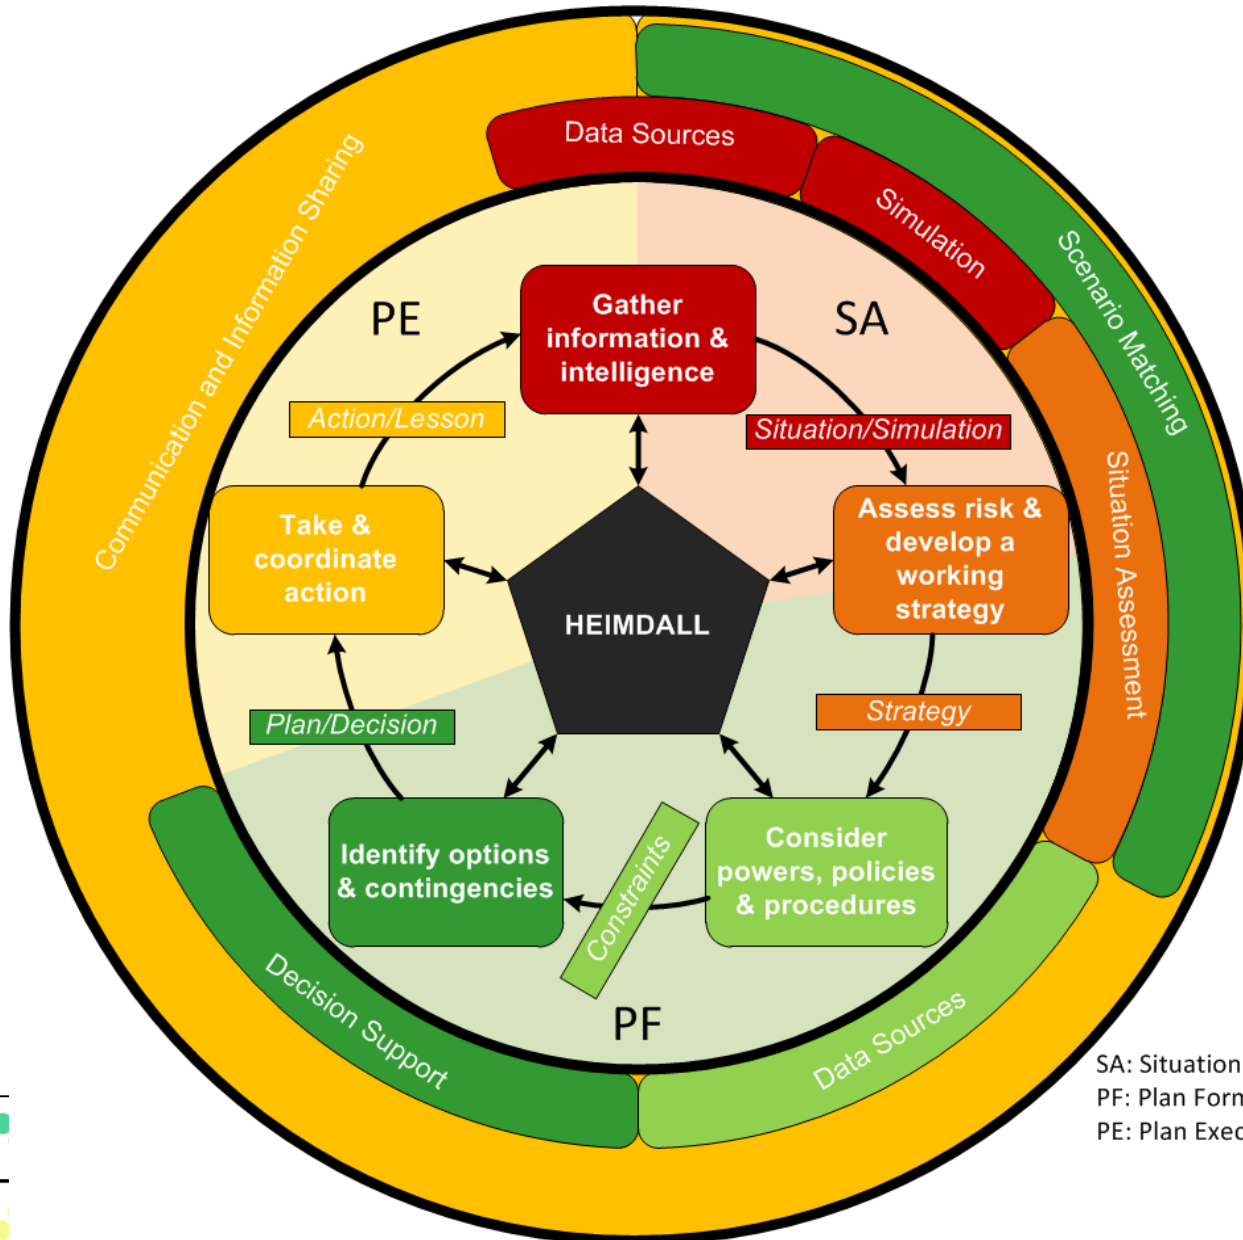 Communication and Information Sharing
Data Sources
Simulation
Scenario Matching
Situation Assessment
PE
SA
Gather
information &
intelligence
Action/Lesson
Situation/Simulation
Take &
coordinate
action
Assess risk &
develop a
working
strategy
HEIMDALL
Plan/Decision
Strategy
Identify options
& contingencies
Constraints
Consider
powers, policies
& procedures
PF
Decision Support
Data Sources
SA: Situation
PF: Plan Form
PE: Plan Exec